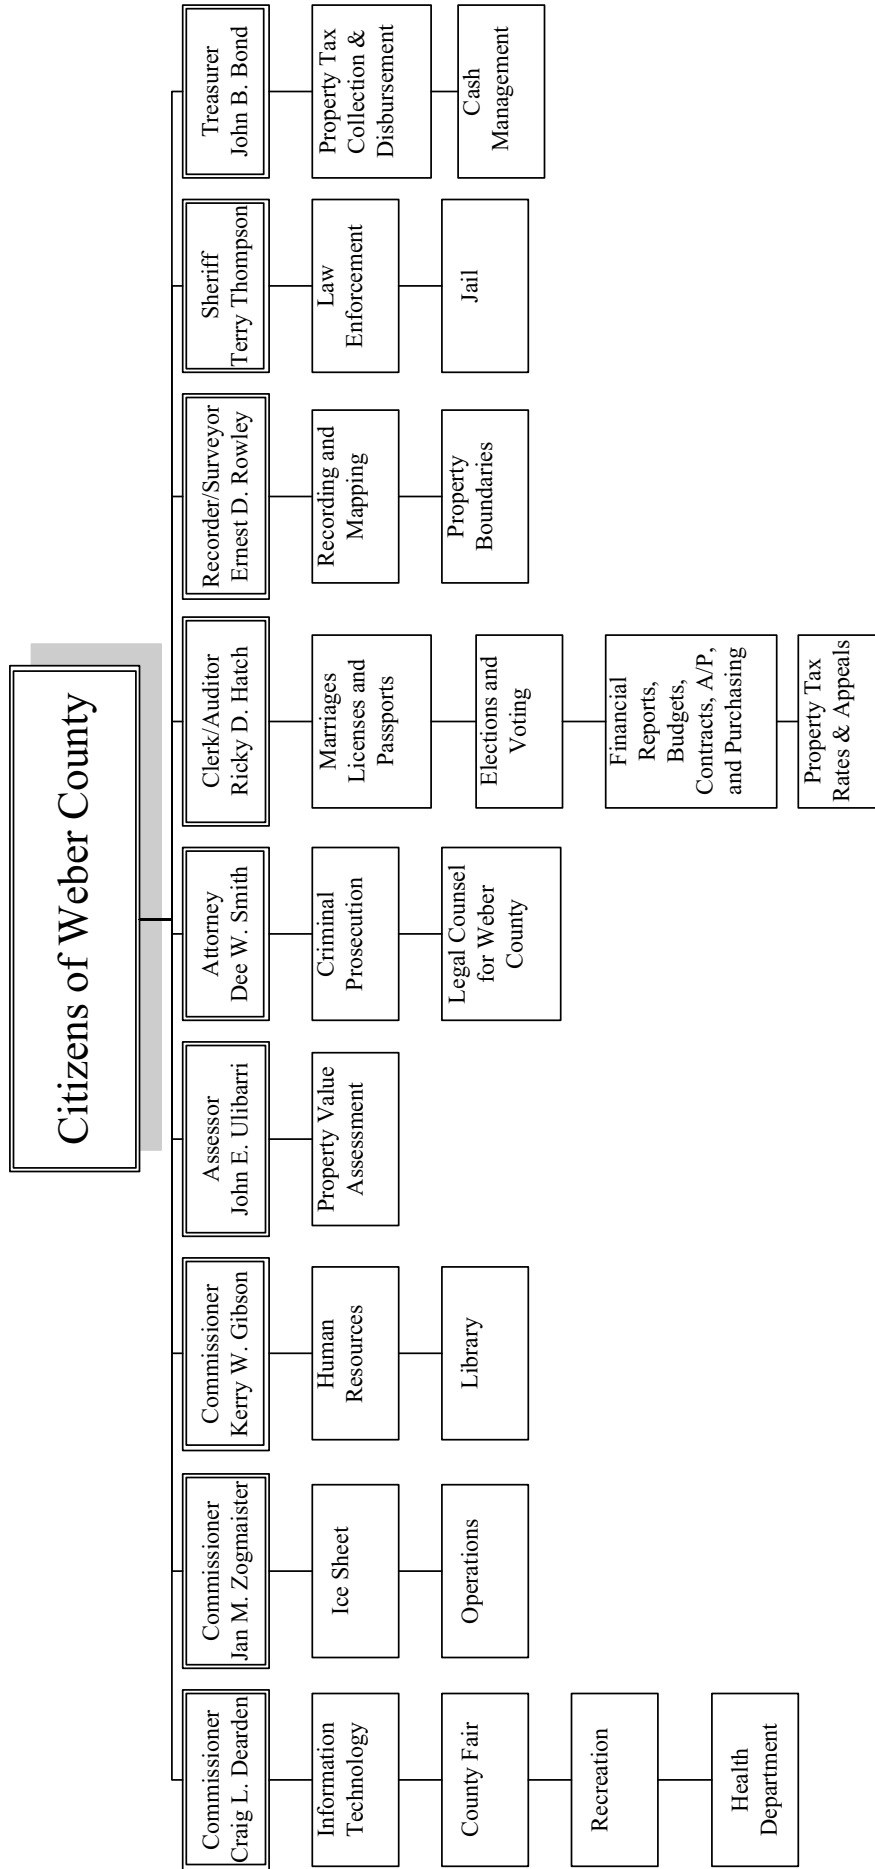 Citizens of Weber County
Commissioner
Craig L. Dearden
Information
Technology
County Fair
Recreation
Health
Department
Commissioner
Jan M. Zogmaister
Ice Sheet
Operations
Commissioner
Kerry W. Gibson
Human
Resources
Library
Assessor
John E. Ulibarri
Property Value
Assessment
Attorney
Dee W. Smith
Criminal
Prosecution
Legal Counsel
for Weber
County
Clerk/Auditor
Ricky D. Hatch
Marriages
Licenses and
Passports
Elections and
Voting
Financial
Reports,
Budgets,
Contracts, A/P,
and Purchasing
Property Tax
Rates & Appeals
Recorder/Surveyor
Ernest D. Rowley
Recording and
Mapping
Property
Boundaries
Sheriff
Terry Thompson
Law
Enforcement
Jail
Treasurer
John B. Bond
Property Tax
Collection &
Disbursement
Cash
Management